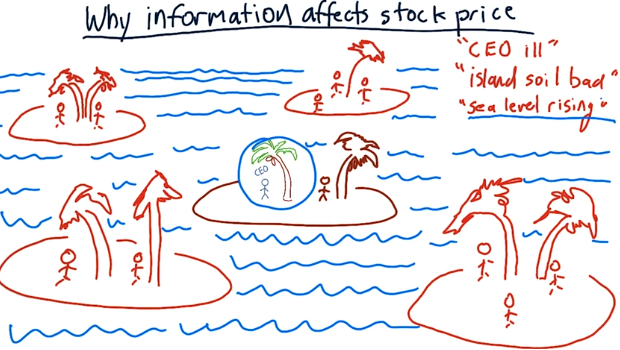 Why information affects stock price
"CEO ill"
"island soil bad"
"sea level rising"
CEO